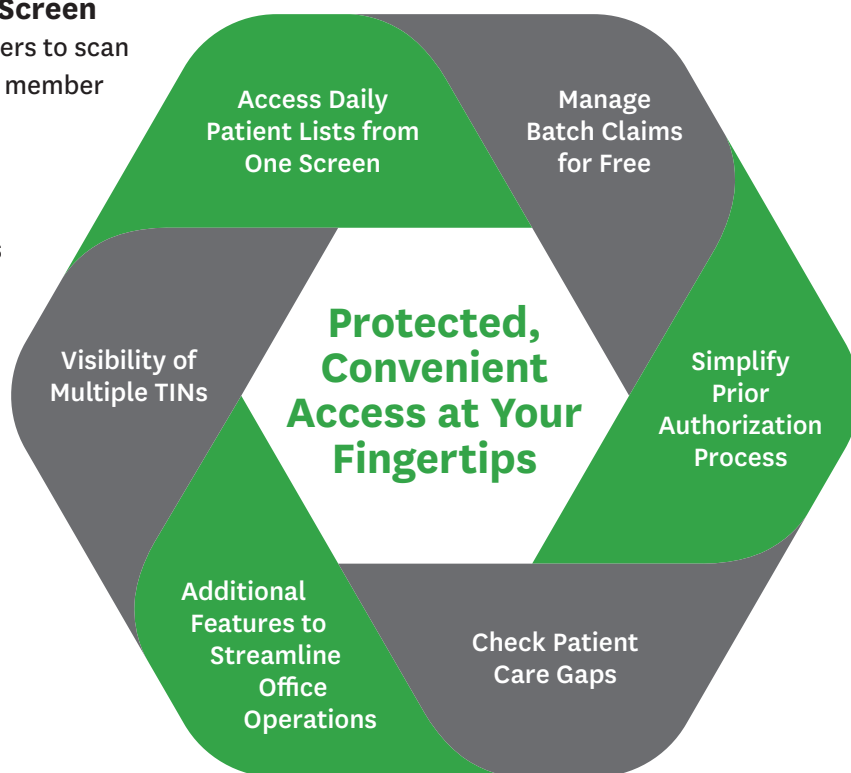 Screen
ers to scan
member
s
Access Daily
Patient Lists from
One Screen
Manage
Batch Claims
for Free
Visibility of
Multiple TINs
Protected,
Convenient
Access at Your
Fingertips
Simplify
Prior
Authorization
Process
Additional
Features to
Streamline
Office
Operations
Check Patient
Care Gaps